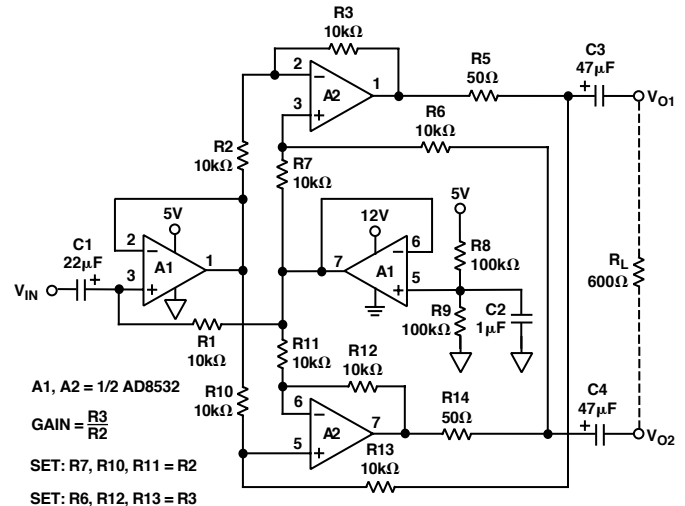 R3
10kΩ
2
1
A2
3
R5
50Ω
C3
47µF
+
VO1
R6
10kΩ
R2
10kΩ
R7
10kΩ
5V
12V
5V
2
1
A1
3
C1
22µF
+
VIN
6
7
A1
5
R8
100kΩ
R9
100kΩ
C2
1µF
RL
600Ω
R1
10kΩ
R11
10kΩ
R12
10kΩ
R10
10kΩ
6
7
A2
5
R14
50Ω
C4
47µF
+
VO2
R13
10kΩ
A1, A2 = 1/2 AD8532
GAIN = R3
R2
SET: R7, R10, R11 = R2
SET: R6, R12, R13 = R3